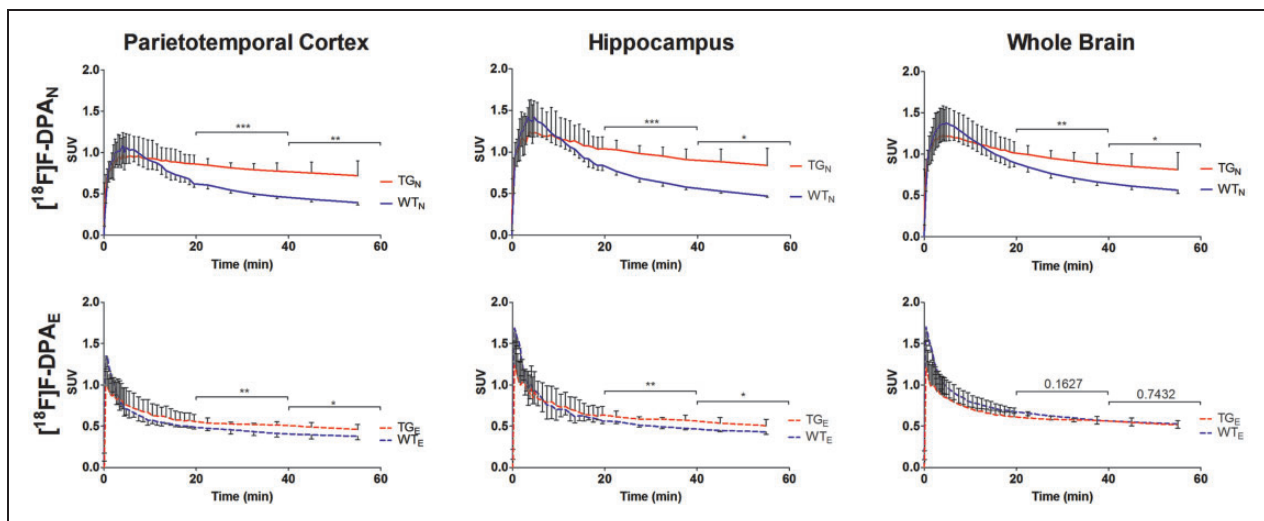 Parietotemporal Cortex
Hippocampus
Whole Brain
[18F]F-DPAN
SUV
2.0
1.5
1.0
0.5
0.0
***
**
TGN
WTN
0
20
40
60
Time (min)
SUV
2.0
1.5
1.0
0.5
0.0
***
*
TGN
WTN
0
20
40
60
Time (min)
SUV
2.0
1.5
1.0
0.5
0.0
**
*
TGN
WTN
0
20
40
60
Time (min)
[18F]F-DPAE
SUV
2.0
1.5
1.0
0.5
0.0
**
*
TGE
WTE
0
20
40
60
Time (min)
SUV
2.0
1.5
1.0
0.5
0.0
**
*
TGE
WTE
0
20
40
60
Time (min)
SUV
2.0
1.5
1.0
0.5
0.0
0.1627
0.7432
TGE
WTE
0
20
40
60
Time (min)